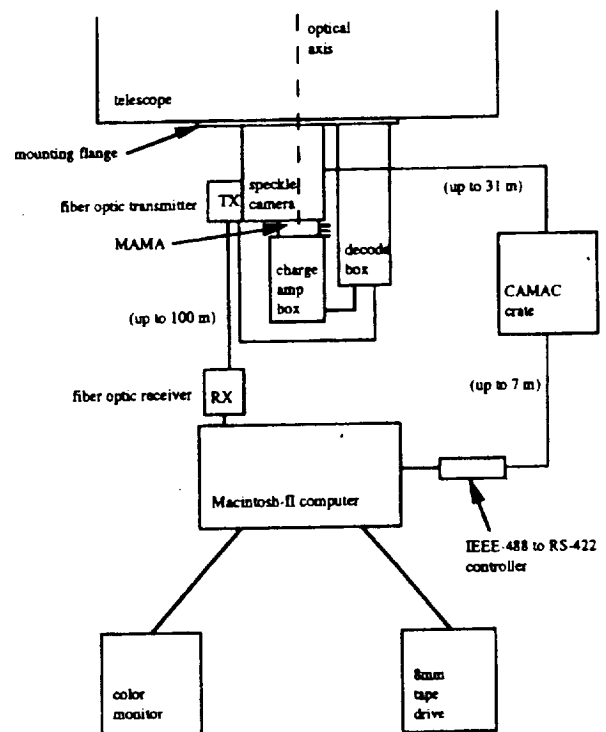 optical
axis
telescope
mounting flange
(up to 31 m)
speckle
camera
fiber optic transmitter
TX
MAMA
decode
box
charge
amp
box
CAMAC
crate
(up to 100 m)
(up to 7 m)
fiber optic receiver
RX
Macintosh-II computer
IEEE-488 to RS-422
controller
color
monitor
8mm
tape
drive